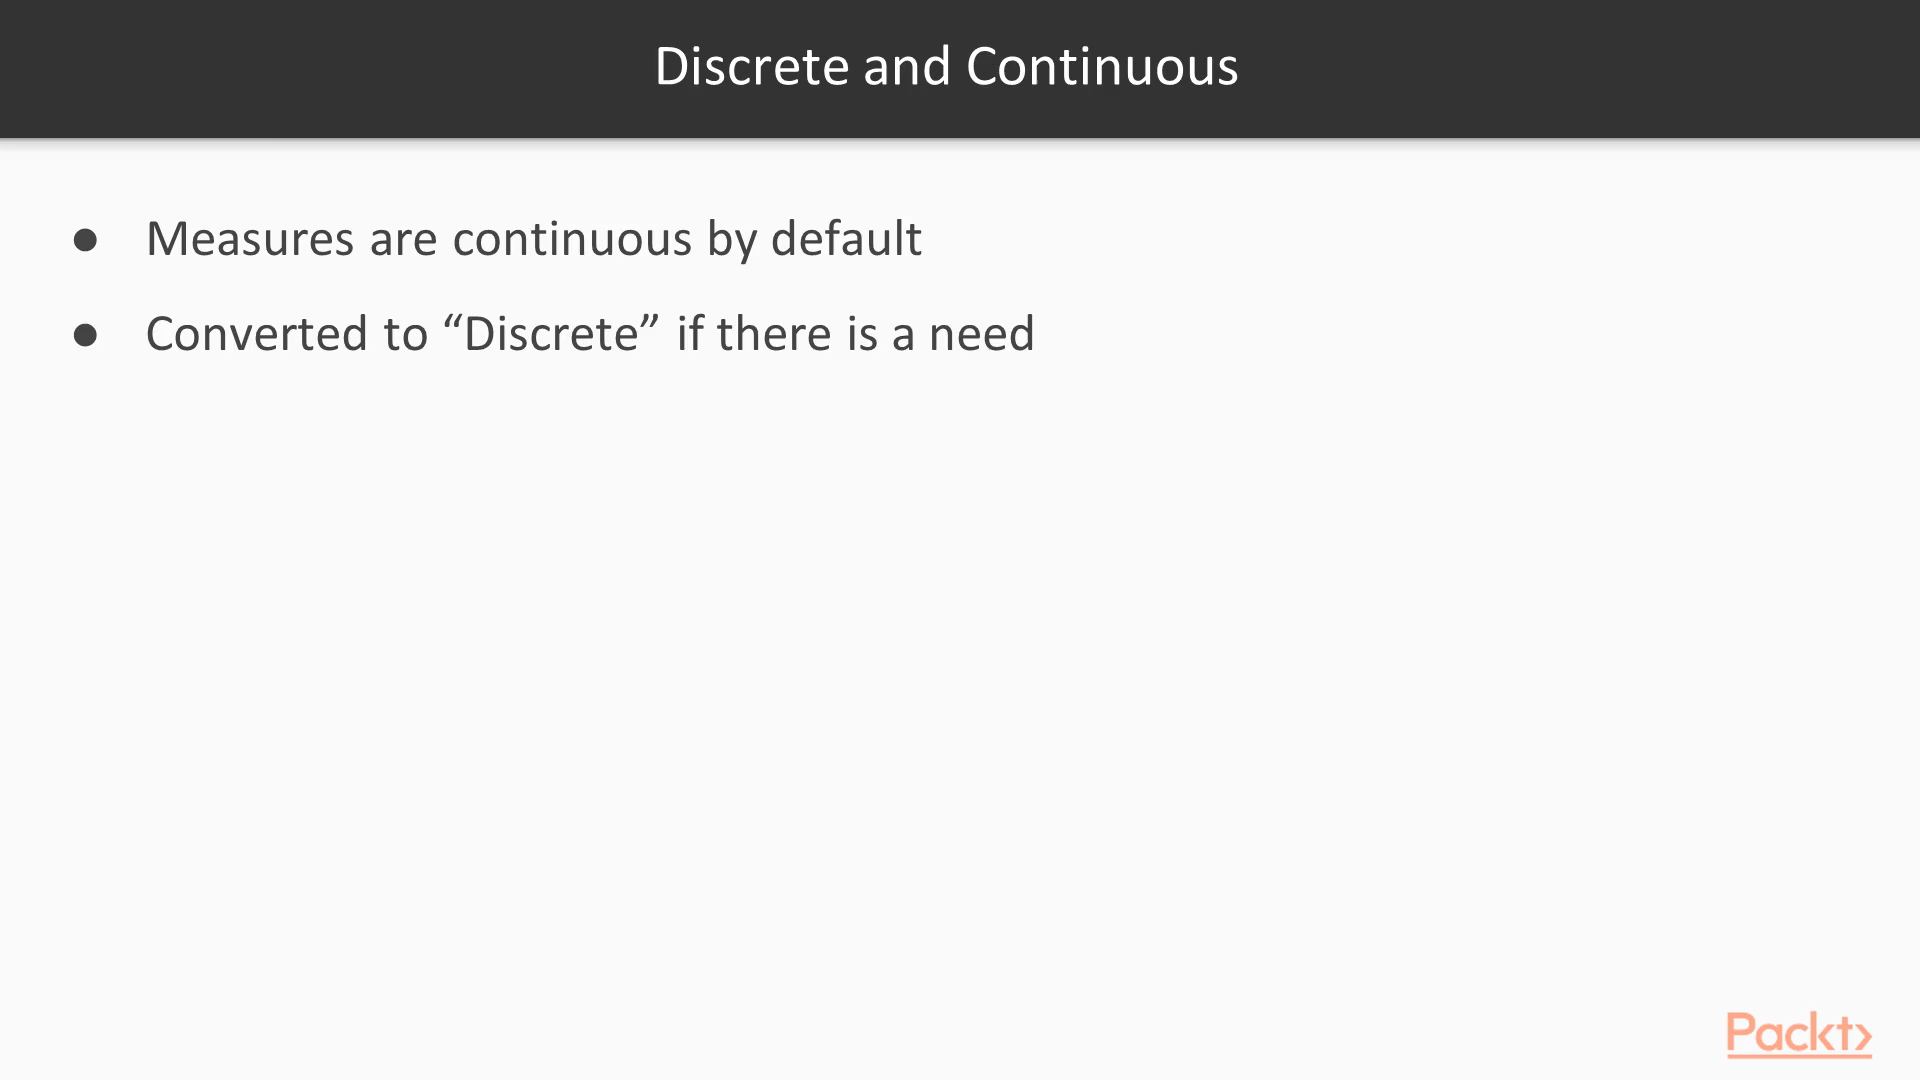 Discrete and Continuous
● Measures are continuous by default
● Converted to “Discrete” if there is a need
Packt>